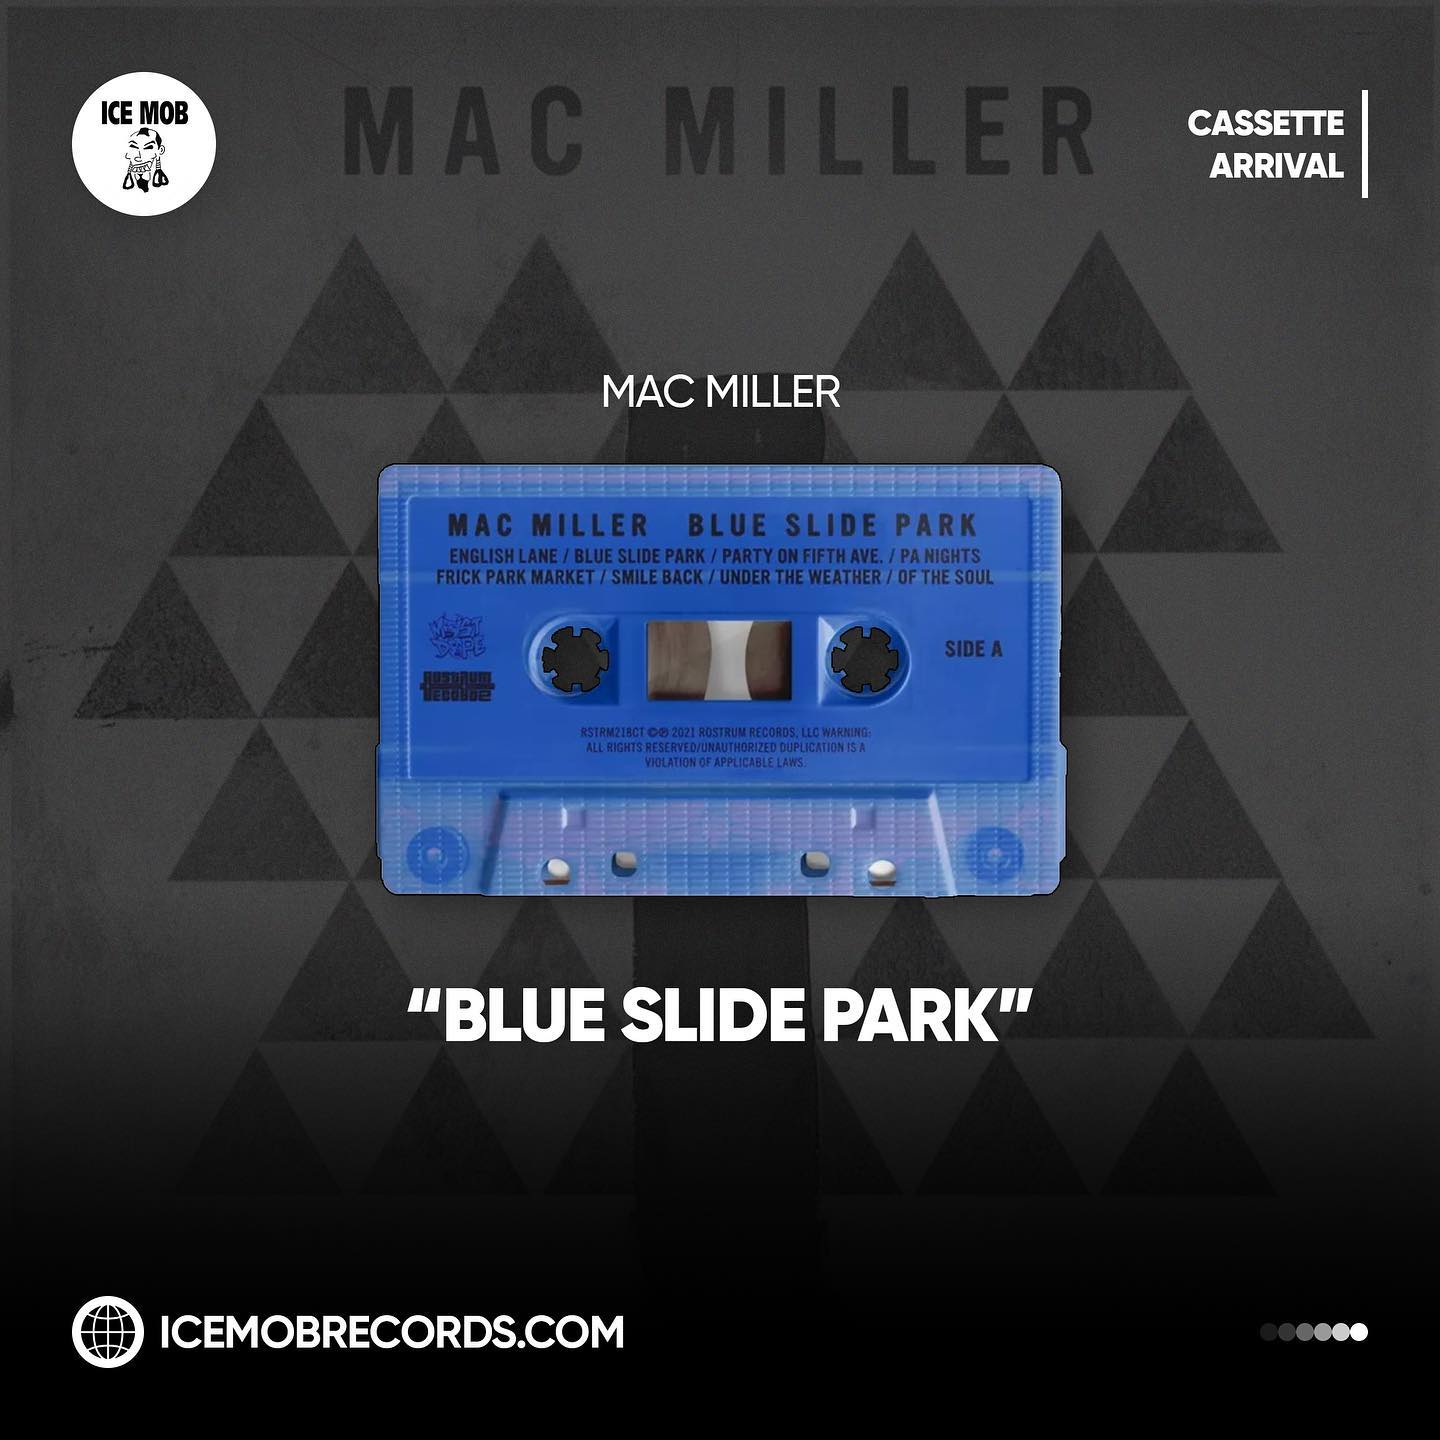 ICE MOB
MAC MILLER
CASSETTE
ARRIVAL
MAC MILLER
MAC MILLER BLUE SLIDE PARK
ENGLISH LANE / BLUE SLIDE PARK / PARTY ON FIFTH AVE. / PA NIGHTS
FRICK PARK MARKET / SMILE BACK / UNDER THE WEATHER / OF THE SOUL
MOST
DOPE
SIDE A
ROSTRUM
RECORDS
RSTRM218CT ©℗ 2021 ROSTRUM RECORDS, LLC WARNING:
ALL RIGHTS RESERVED/UNAUTHORIZED DUPLICATION IS A
VIOLATION OF APPLICABLE LAWS.
“BLUE SLIDE PARK”
ICEMOBRECORDS.COM